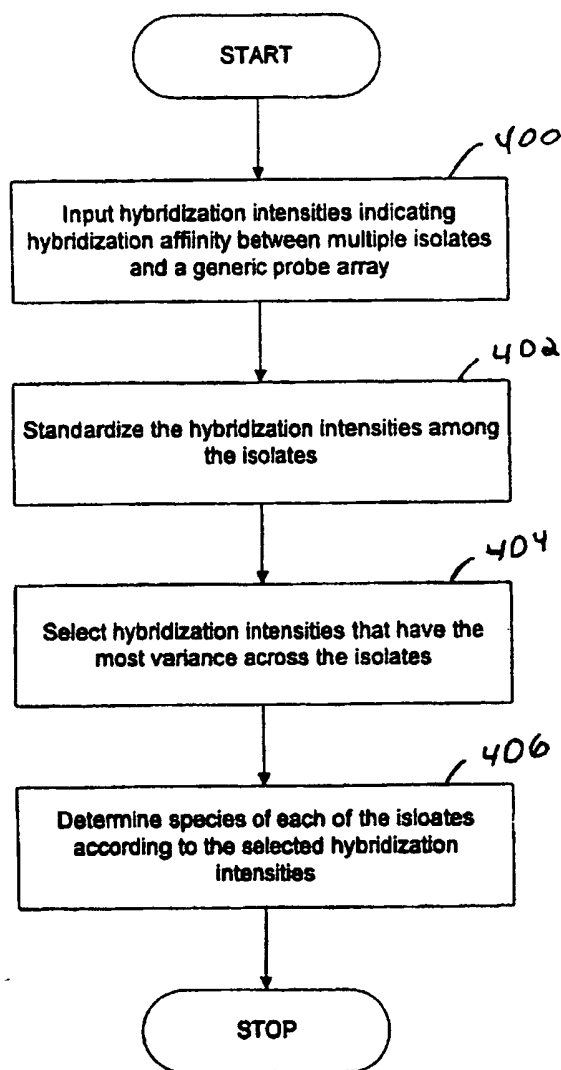 START
400
Input hybridization intensities indicating
hybridization affinity between multiple isolates
and a generic probe array
402
Standardize the hybridization intensities among
the isolates
404
Select hybridization intensities that have the
most variance across the isolates
406
Determine species of each of the isloates
according to the selected hybridization
intensities
STOP